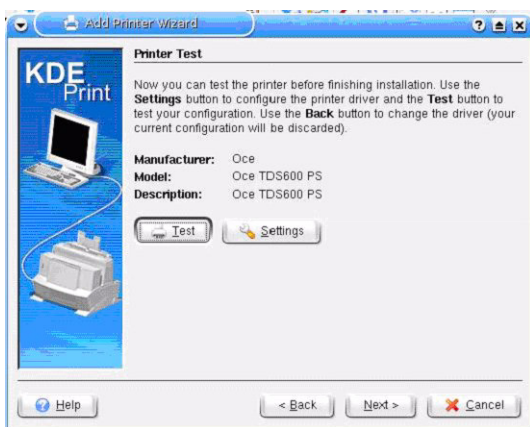 Add Printer Wizard
KDE
Print
Printer Test
Now you can test the printer before finishing installation. Use the
Settings button to configure the printer driver and the Test button to
test your configuration. Use the Back button to change the driver (your
current configuration will be discarded).
Manufacturer: Oce
Model: Oce TDS600 PS
Description: Oce TDS600 PS
Test Settings
Help < Back Next > Cancel